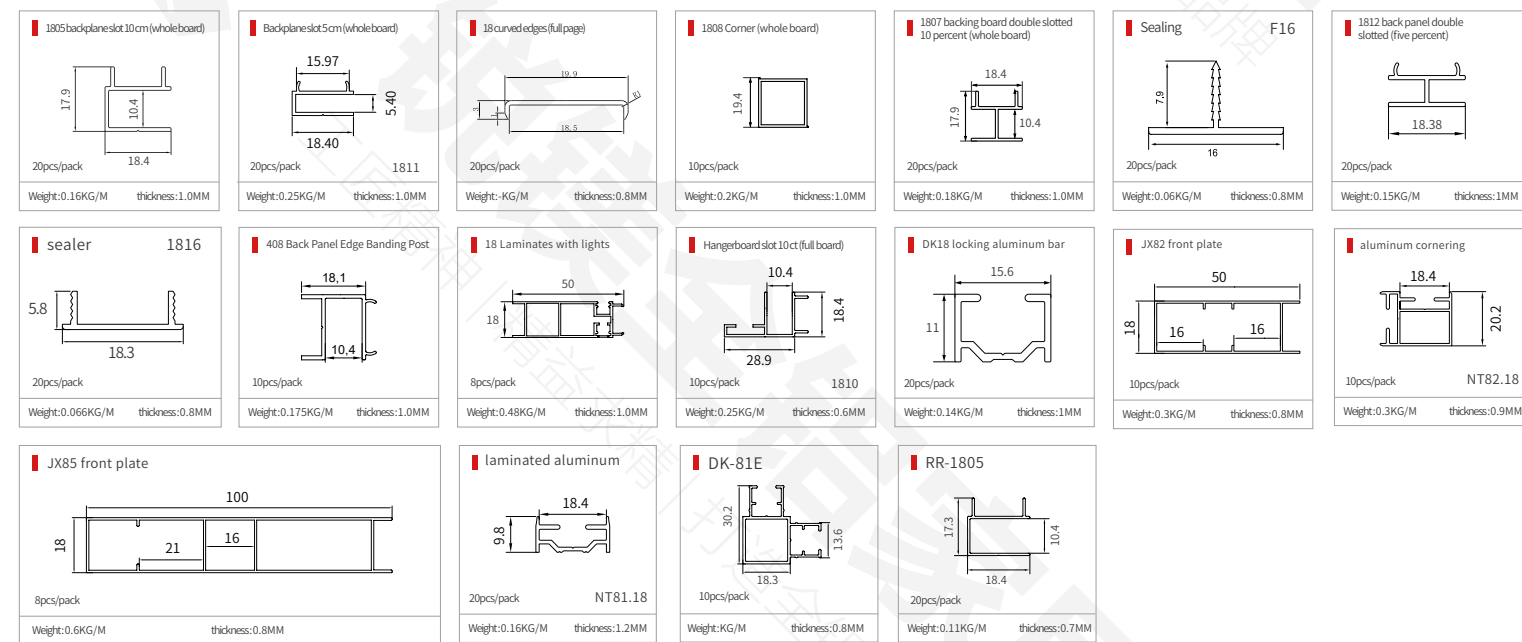 1805 backplane slot 10cm (whole board)
17.9
10.4
18.4
20pcs/pack
Weight:0.16KG/M thickness:1.0MM
Backplane slot 5cm (whole board)
15.97
5.40
18.40
20pcs/pack 1811
Weight:0.25KG/M thickness:1.0MM
18 curved edges (full page)
19.9
R1
3
18.5
20pcs/pack
Weight:-KG/M thickness:0.8MM
1808 Corner (whole board)
19.4
10pcs/pack
Weight:0.2KG/M thickness:1.0MM
1807 backing board double slotted
10 percent (whole board)
18.4
17.9
10.4
20pcs/pack
Weight:0.18KG/M thickness:1.0MM
Sealing F16
7.9
16
20pcs/pack
Weight:0.06KG/M thickness:0.8MM
1812 back panel double
slotted (five percent)
18.38
20pcs/pack
Weight:0.15KG/M thickness:1MM
sealer 1816
5.8
18.3
20pcs/pack
Weight:0.066KG/M thickness:0.8MM
408 Back Panel Edge Banding Post
18,1
10,4
10pcs/pack
Weight:0.175KG/M thickness:1.0MM
18 Laminates with lights
50
18
8pcs/pack
Weight:0.48KG/M thickness:1.0MM
Hangerboard slot 10ct (full board)
10.4
18.4
28.9
10pcs/pack 1810
Weight:0.25KG/M thickness:0.6MM
DK18 locking aluminum bar
15.6
11
20pcs/pack
Weight:0.14KG/M thickness:1MM
JX82 front plate
50
18
16 16
10pcs/pack
Weight:0.3KG/M thickness:0.8MM
aluminum cornering
18.4
20.2
10pcs/pack NT82.18
Weight:0.3KG/M thickness:0.9MM
JX85 front plate
100
18
21 16
8pcs/pack
Weight:0.6KG/M thickness:0.8MM
laminated aluminum
18.4
9.8
20pcs/pack NT81.18
Weight:0.16KG/M thickness:1.2MM
DK-81E
30.2
13.6
18.3
10pcs/pack
Weight:KG/M thickness:0.8MM
RR-1805
17.3
10.4
18.4
20pcs/pack
Weight:0.11KG/M thickness:0.7MM